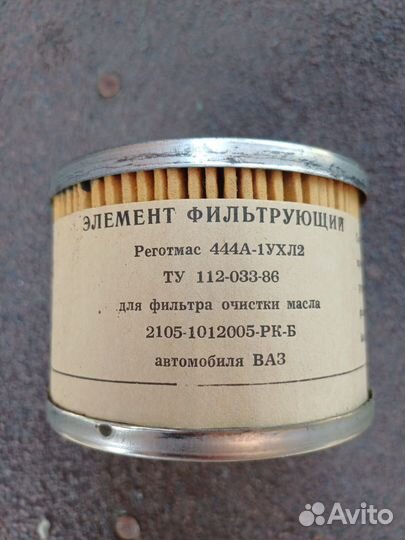 ЭЛЕМЕНТ ФИЛЬТРУЮЩИЙ
Реготмас 444А-1УХЛ2
ТУ 112-033-86
для фильтра очистки масла
2105-1012005-РК-Б
автомобиля ВАЗ
Avito